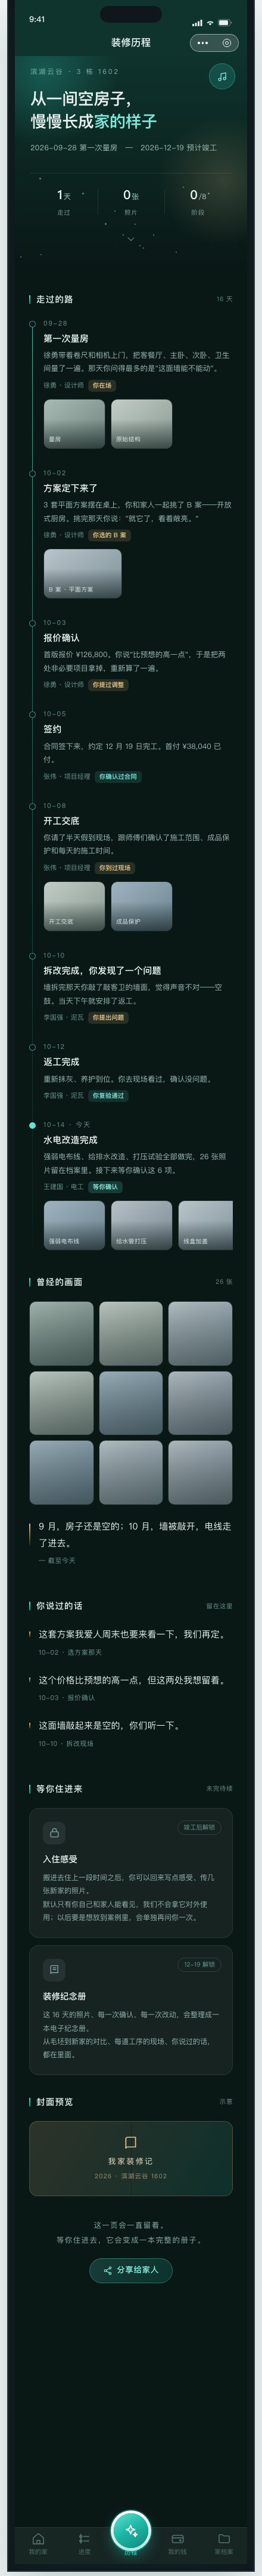 9:41
装修历程
滨湖云谷 · 3 栋 1602
从一间空房子，
慢慢长成家的样子
2026-09-28 第一次量房 — 2026-12-19 预计竣工
1天
0张
0/8
走过
照片
阶段
走过的路
16 天
09-28
第一次量房
徐勇带着卷尺和相机上门，把客餐厅、主卧、次卧、卫生
间量了一遍。那天你问得最多的是“这面墙能不能动”。
徐勇 · 设计师 你在场
量房
原始结构
10-02
方案定下来了
3 套平面方案摆在桌上，你和家人一起挑了 B 案——开放
式厨房。挑完那天你说：“就它了，看着敞亮。”
徐勇 · 设计师 你选的 B 案
B 案 · 平面方案
10-03
报价确认
首版报价 ¥126,800。你说“比预想的高一点”，于是把两
处非必要项目拿掉，重新算了一遍。
徐勇 · 设计师 你提过调整
10-05
签约
合同签下来，约定 12 月 19 日完工。首付 ¥38,040 已
付。
张伟 · 项目经理 你确认过合同
10-08
开工交底
你请了半天假到现场，跟师傅们确认了施工范围、成品保
护和每天的施工时间。
张伟 · 项目经理 你到过现场
开工交底
成品保护
10-10
拆改完成，你发现了一个问题
墙拆完那天你敲了敲客卫的墙面，觉得声音不对——空
鼓。当天下午就安排了返工。
李国强 · 泥瓦 你提出问题
10-12
返工完成
重新抹灰、养护到位。你去现场看过，确认没问题。
李国强 · 泥瓦 你复验通过
10-14 · 今天
水电改造完成
强弱电布线、给排水改造、打压试验全部做完，26 张照
片留在档案里。接下来等你确认这 6 项。
王建国 · 电工 等你确认
强弱电布线
给水管打压
线盒加盖
曾经的画面
26 张
9 月，房子还是空的；10 月，墙被敲开，电线走
了进去。
— 截至今天
你说过的话
留在这里
这套方案我爱人周末也要来看一下，我们再定。
10-02 · 选方案那天
这个价格比预想的高一点，但这两处我想留着。
10-03 · 报价确认
这面墙敲起来是空的，你们听一下。
10-10 · 拆改现场
等你住进来
未完待续
竣工后解锁
入住感受
搬进去住上一段时间之后，你可以回来写点感受、传几
张新家的照片。
默认只有你自己和家人能看见，我们不会拿它对外使
用；以后要是想放到案例里，会单独再问你一次。
12-19 解锁
装修纪念册
这 16 天的照片、每一次确认、每一次改动，会整理成一
本电子纪念册。
从毛坯到新家的对比、每道工序的现场、你说过的话，
都在里面。
封面预览
示意
我家装修记
2026 · 滨湖云谷 1602
这一页会一直留着。
等你住进去，它会变成一本完整的册子。
分享给家人
我的家
进度
历程
我的钱
家档案